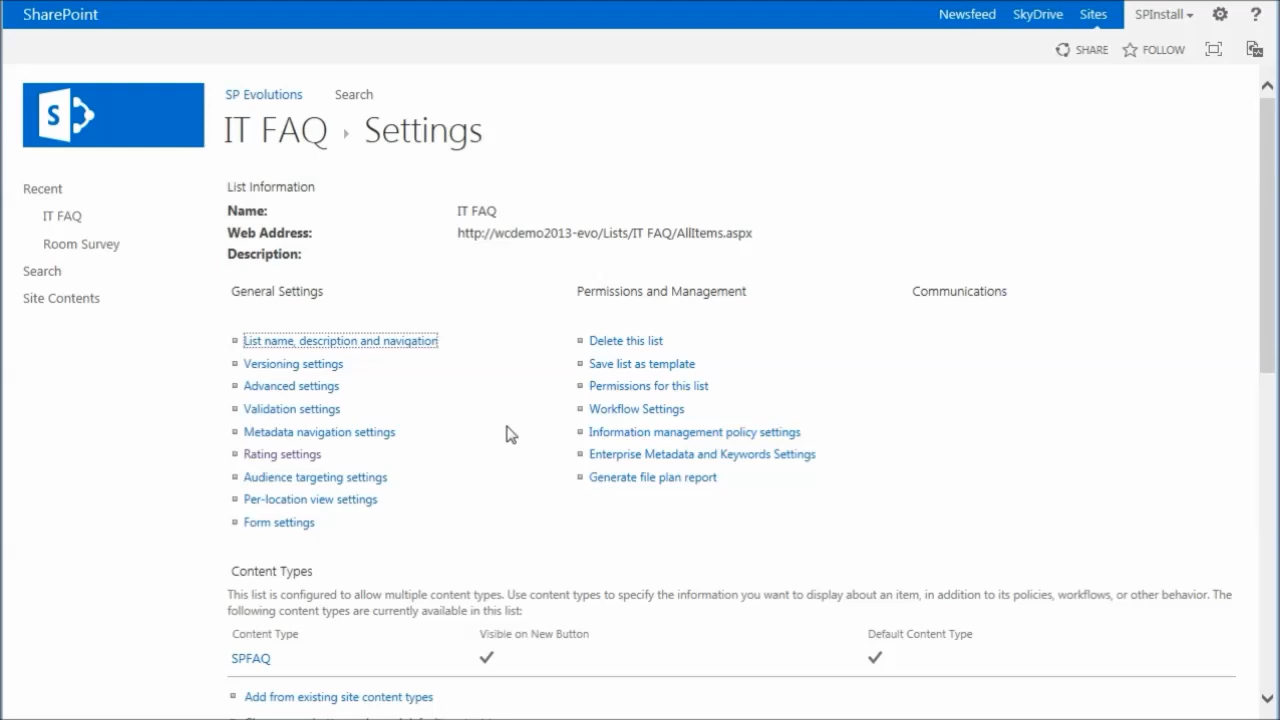 SharePoint
Newsfeed SkyDrive Sites SPInstall ?
SHARE FOLLOW
S
SP Evolutions Search
IT FAQ Settings
Recent
IT FAQ
Room Survey
Search
Site Contents
List Information
Name: IT FAQ
Web Address: http://wcdemo2013-evo/Lists/IT FAQ/AllItems.aspx
Description:
General Settings Permissions and Management Communications
List name, description and navigation Delete this list
Versioning settings Save list as template
Advanced settings Permissions for this list
Validation settings Workflow Settings
Metadata navigation settings Information management policy settings
Rating settings Enterprise Metadata and Keywords Settings
Audience targeting settings Generate file plan report
Per-location view settings
Form settings
Content Types
This list is configured to allow multiple content types. Use content types to specify the information you want to display about an item, in addition to its policies, workflows, or other behavior. The
following content types are currently available in this list:
Content Type Visible on New Button Default Content Type
SPFAQ
Add from existing site content types